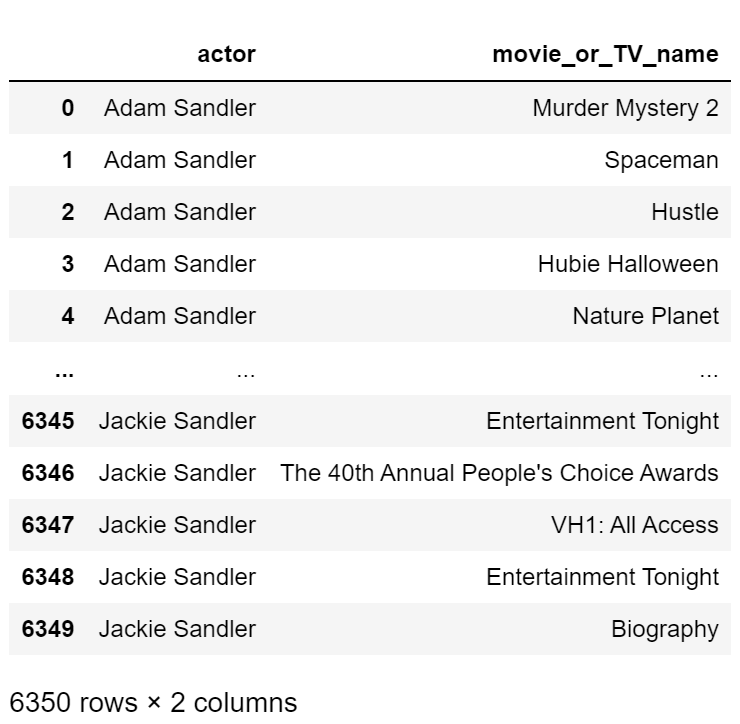 actor movie_or_TV_name
0 Adam Sandler Murder Mystery 2
1 Adam Sandler Spaceman
2 Adam Sandler Hustle
3 Adam Sandler Hubie Halloween
4 Adam Sandler Nature Planet
... ... ...
6345 Jackie Sandler Entertainment Tonight
6346 Jackie Sandler The 40th Annual People's Choice Awards
6347 Jackie Sandler VH1: All Access
6348 Jackie Sandler Entertainment Tonight
6349 Jackie Sandler Biography
6350 rows × 2 columns